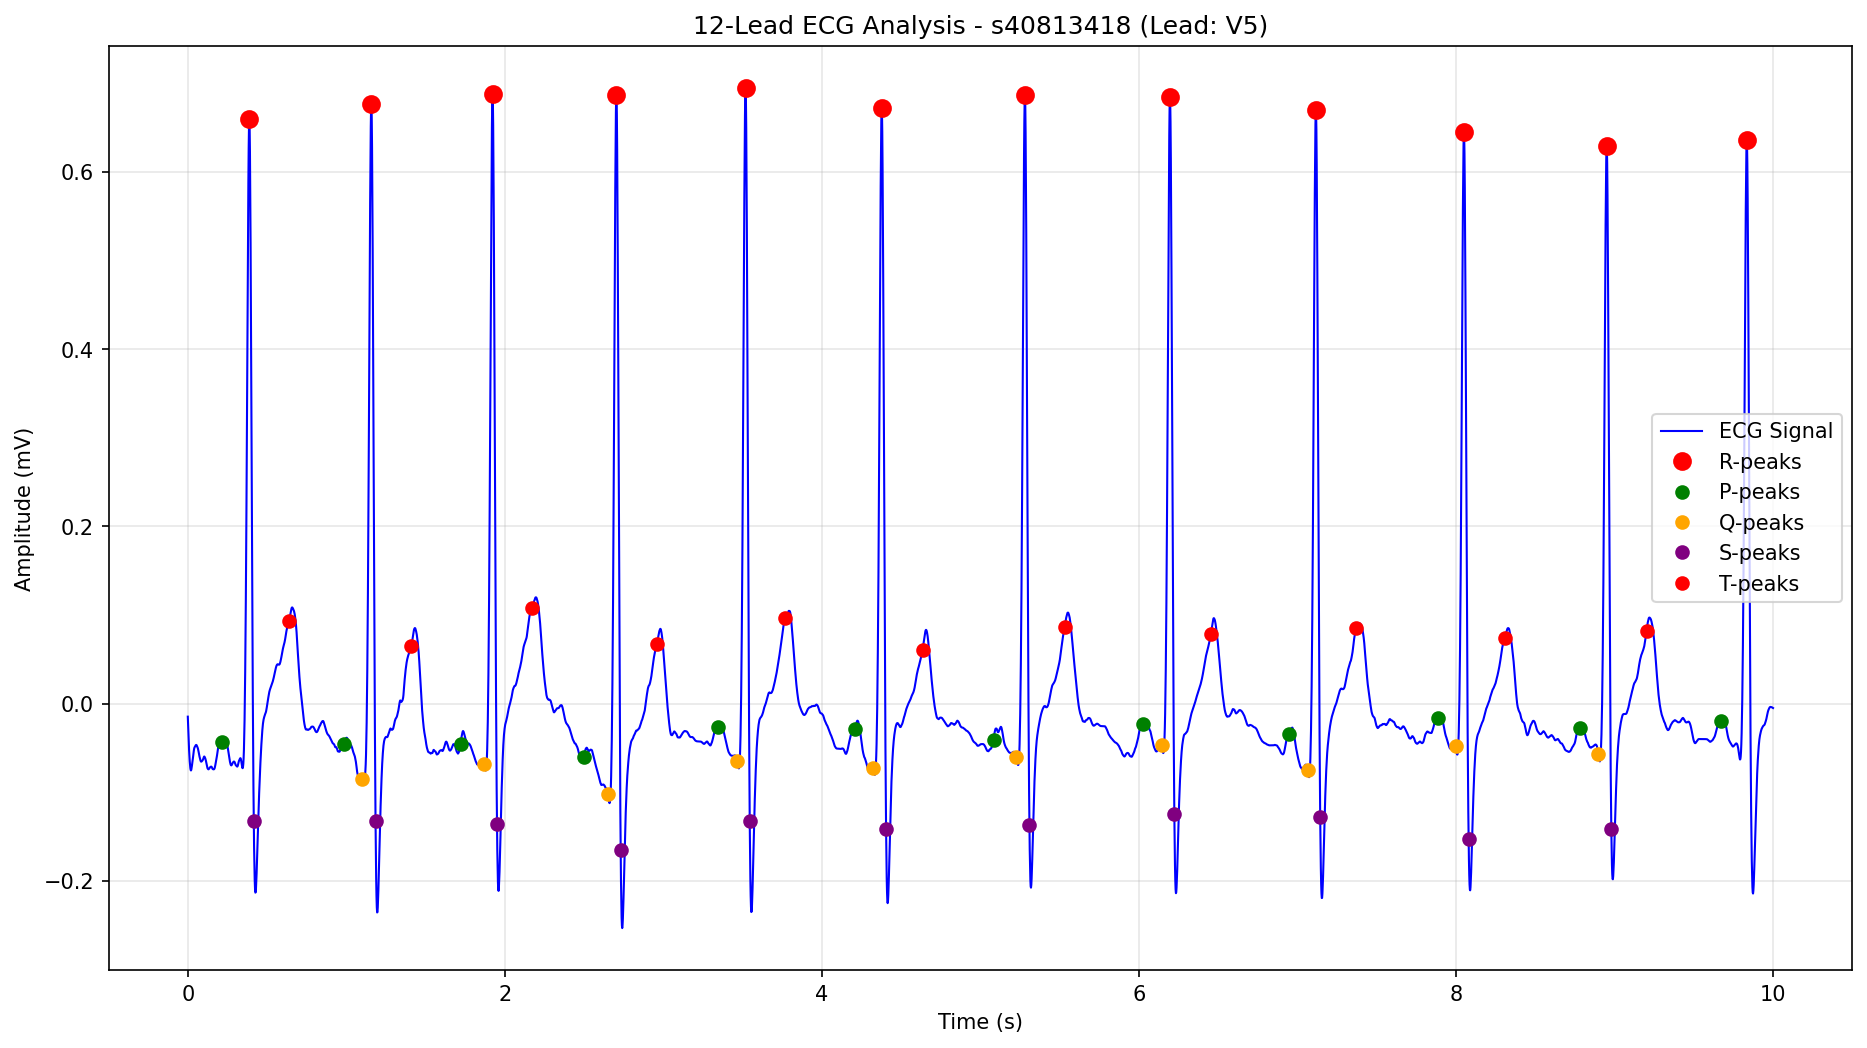 12-Lead ECG Analysis - s40813418 (Lead: V5)
Amplitude (mV)
0.6
0.4
0.2
0.0
−0.2
ECG Signal
R-peaks
P-peaks
Q-peaks
S-peaks
T-peaks
0 2 4 6 8 10
Time (s)